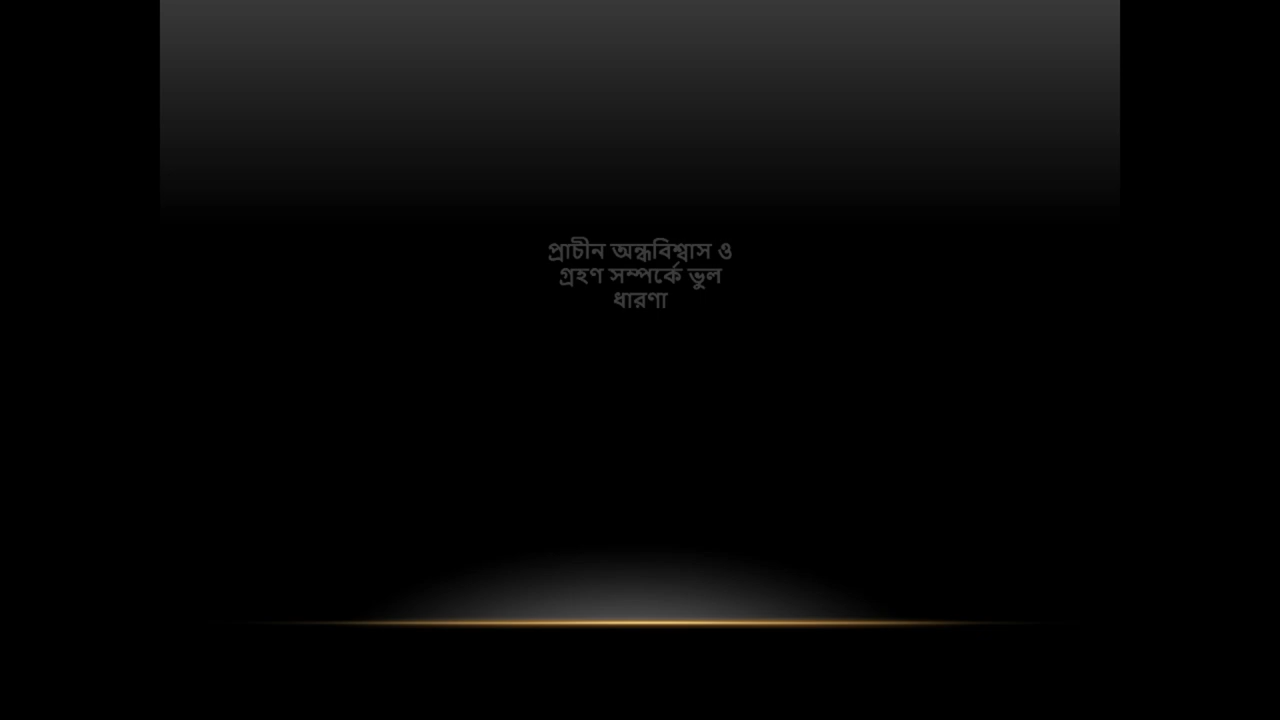 প্রাচীন অন্ধবিশ্বাস ও
গ্রহণ সম্পর্কে ভুল
ধারণা